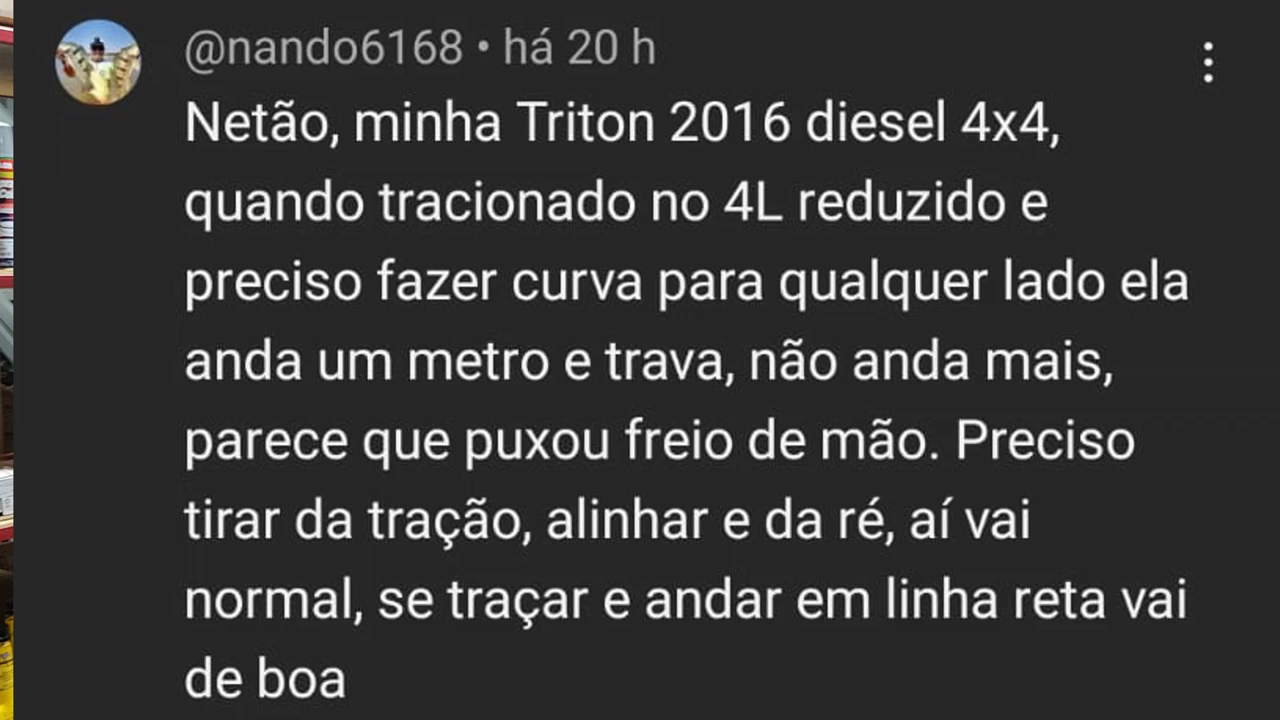 @nando6168 • há 20 h
Netão, minha Triton 2016 diesel 4x4,
quando tracionado no 4L reduzido e
preciso fazer curva para qualquer lado ela
anda um metro e trava, não anda mais,
parece que puxou freio de mão. Preciso
tirar da tração, alinhar e da ré, aí vai
normal, se traçar e andar em linha reta vai
de boa